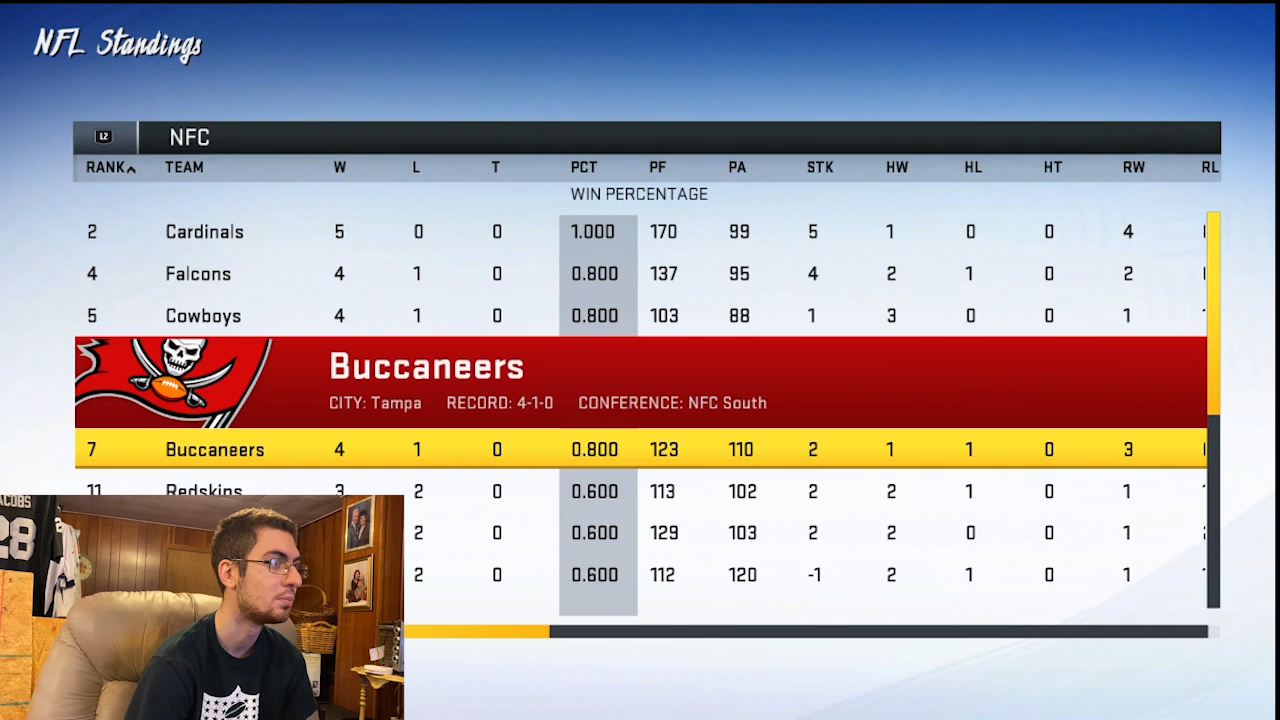 NFL Standings
L2 NFC
RANK TEAM W L T PCT PF PA STK HW HL HT RW RL
WIN PERCENTAGE
2 Cardinals 5 0 0 1.000 170 99 5 1 0 0 4
4 Falcons 4 1 0 0.800 137 95 4 2 1 0 2
5 Cowboys 4 1 0 0.800 103 88 1 3 0 0 1
Buccaneers
CITY: Tampa RECORD: 4-1-0 CONFERENCE: NFC South
7 Buccaneers 4 1 0 0.800 123 110 2 1 1 0 3
11 Redskins 3 2 0 0.600 113 102 2 2 1 0 1
2 0 0.600 129 103 2 2 0 0 1
2 0 0.600 112 120 -1 2 1 0 1
ACOBS
28